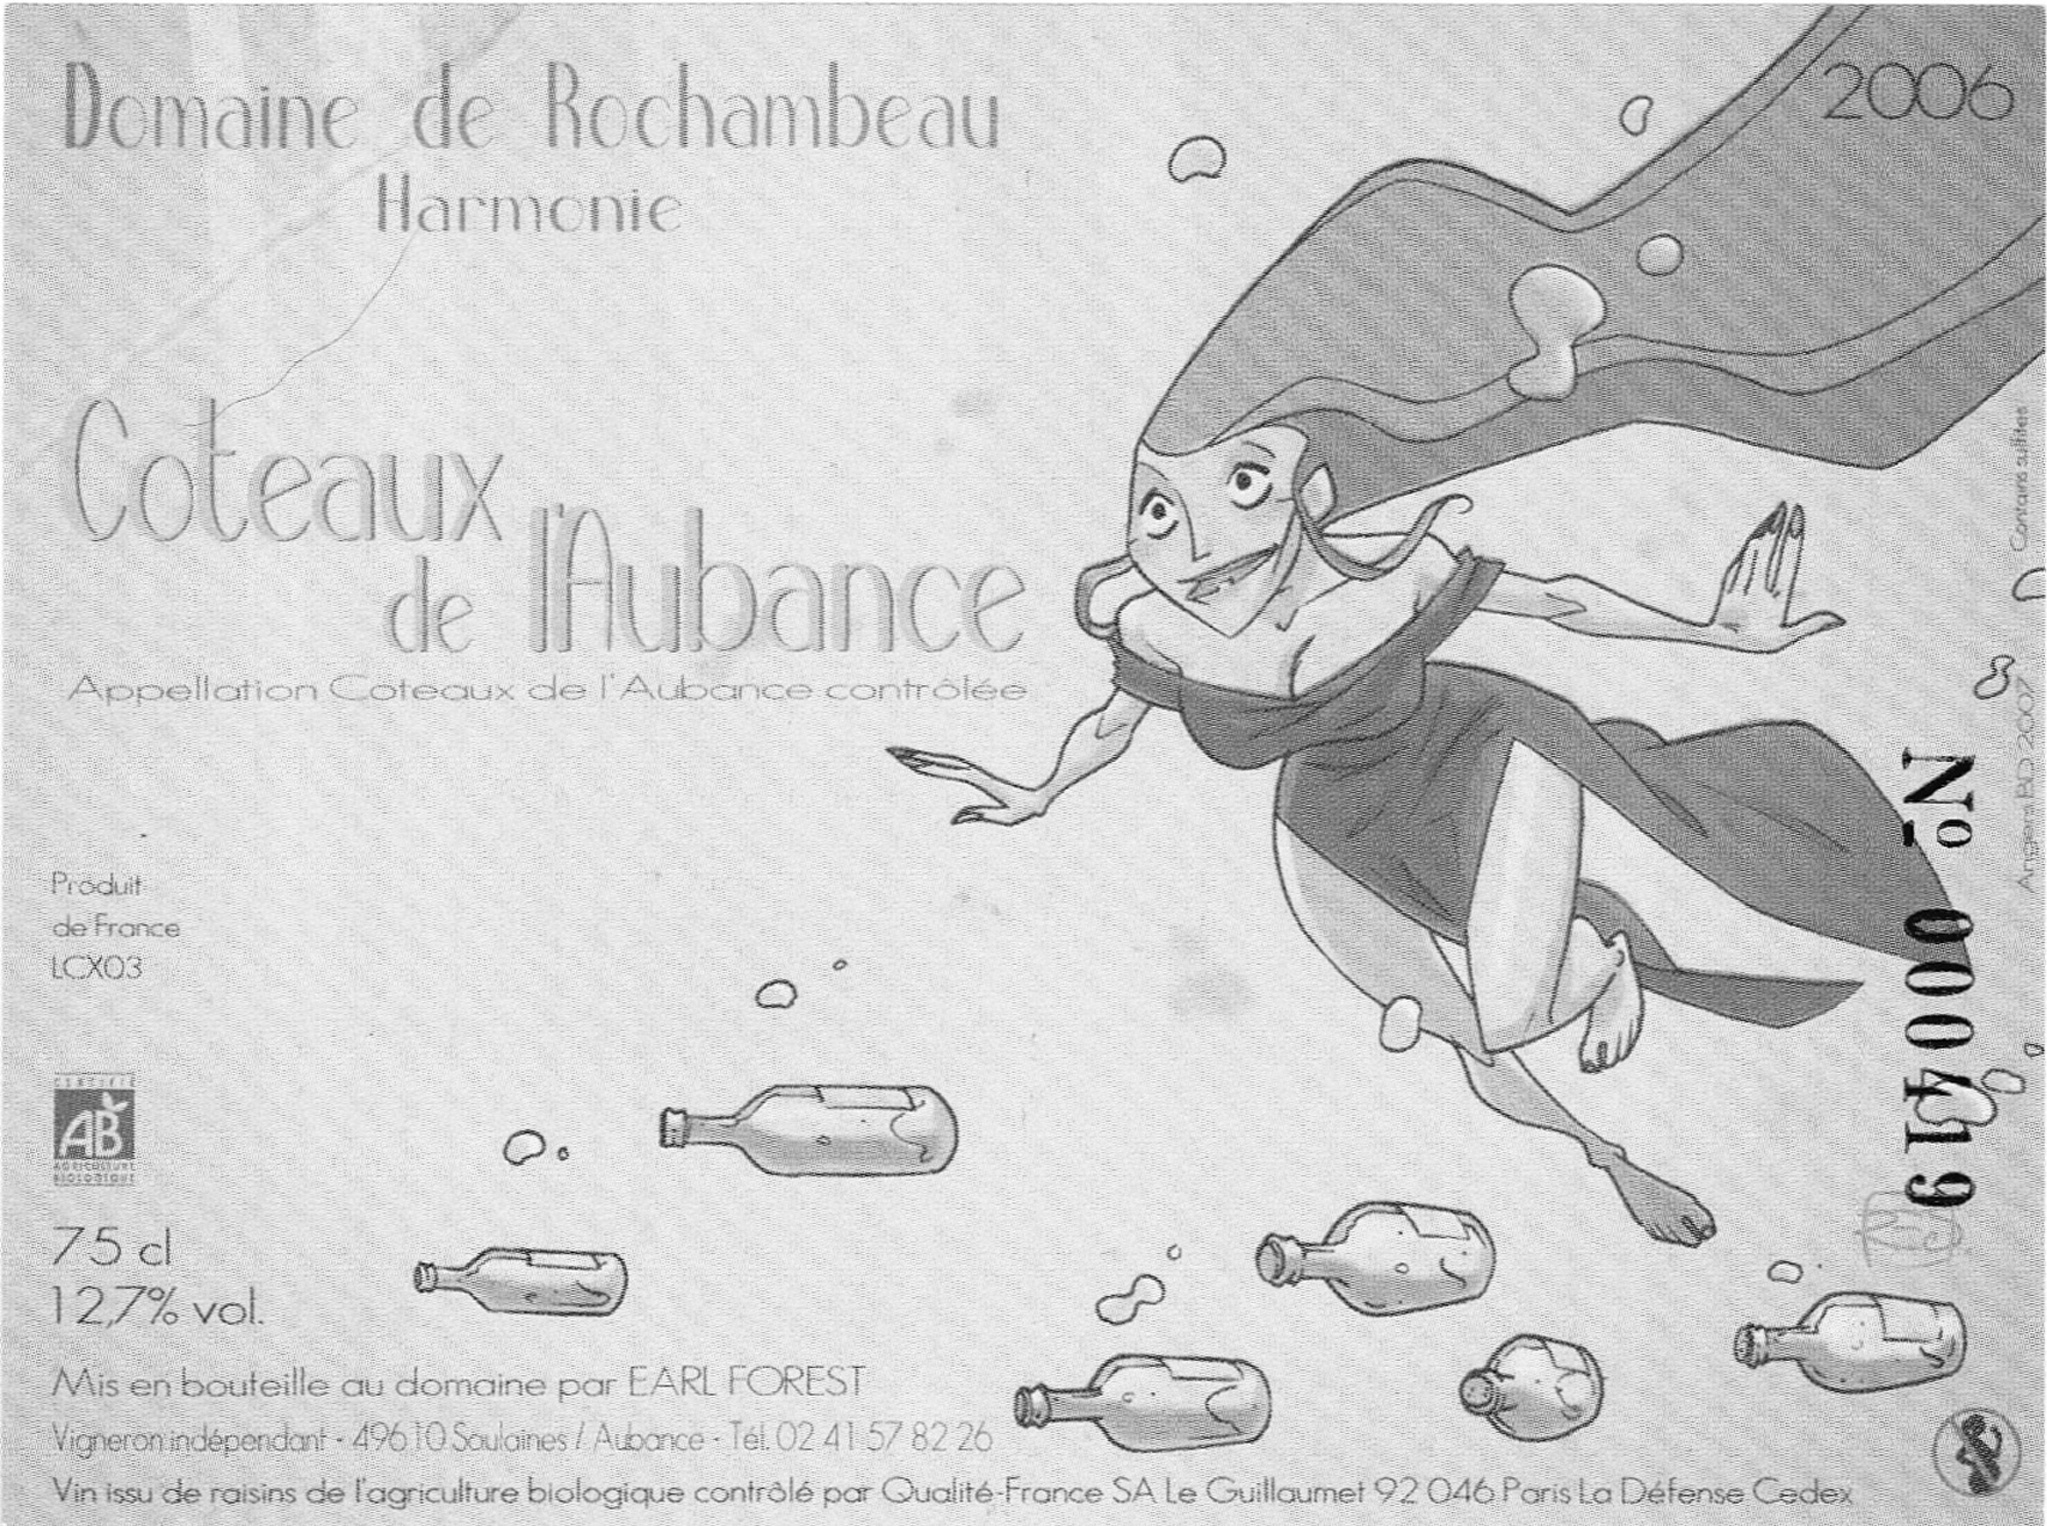 Domaine de Rochambeau
Harmonie
2006
Coteaux
de l'Aubance
Appellation Coteaux de l'Aubance contrôlée
Produit
de France
LCX03
CERTIFIÉ
AB
AGRICULTURE
BIOLOGIQUE
75 cl
12,7% vol.
Mis en bouteille au domaine par EARL FOREST
Vigneron indépendant - 49610 Soulaines / Aubance - Tél. 02 41 57 82 26
Vin issu de raisins de l'agriculture biologique contrôlé par Qualité-France SA Le Guillaumet 92 046 Paris La Défense Cedex
Contains sulfites
Angers BD 2007
No 000419